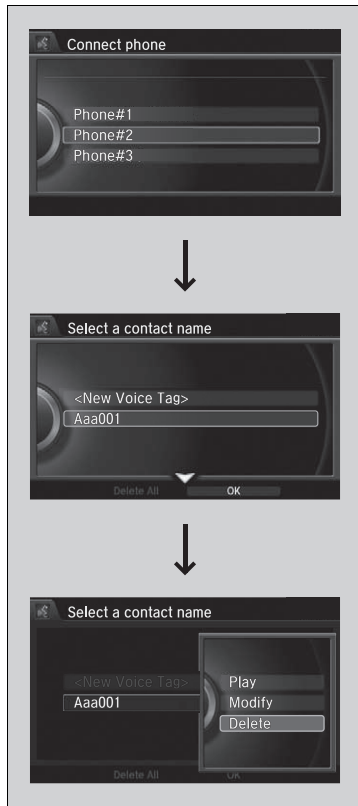 Connect phone
Phone#1
Phone#2
Phone#3
Select a contact name
<New Voice Tag>
Aaa001
Delete All OK
Select a contact name
<New Voice Tag> Play
Aaa001 Modify
Delete
Delete All OK